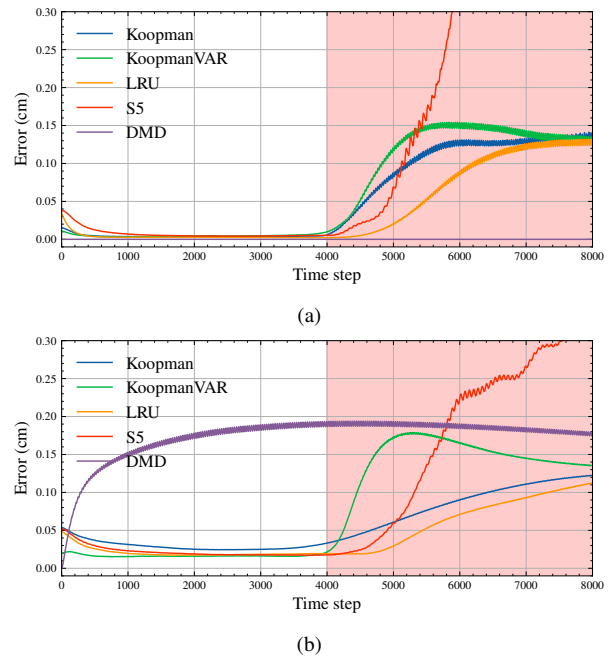 0.30
Koopman
0.25
KoopmanVAR
LRU
0.20
S5
DMD
0.15
Error (cm)
0.10
0.05
0.00
0 1000 2000 3000 4000 5000 6000 7000 8000
Time step
(a)
0.30
Koopman
0.25
KoopmanVAR
LRU
0.20
S5
DMD
0.15
Error (cm)
0.10
0.05
0.00
0 1000 2000 3000 4000 5000 6000 7000 8000
Time step
(b)